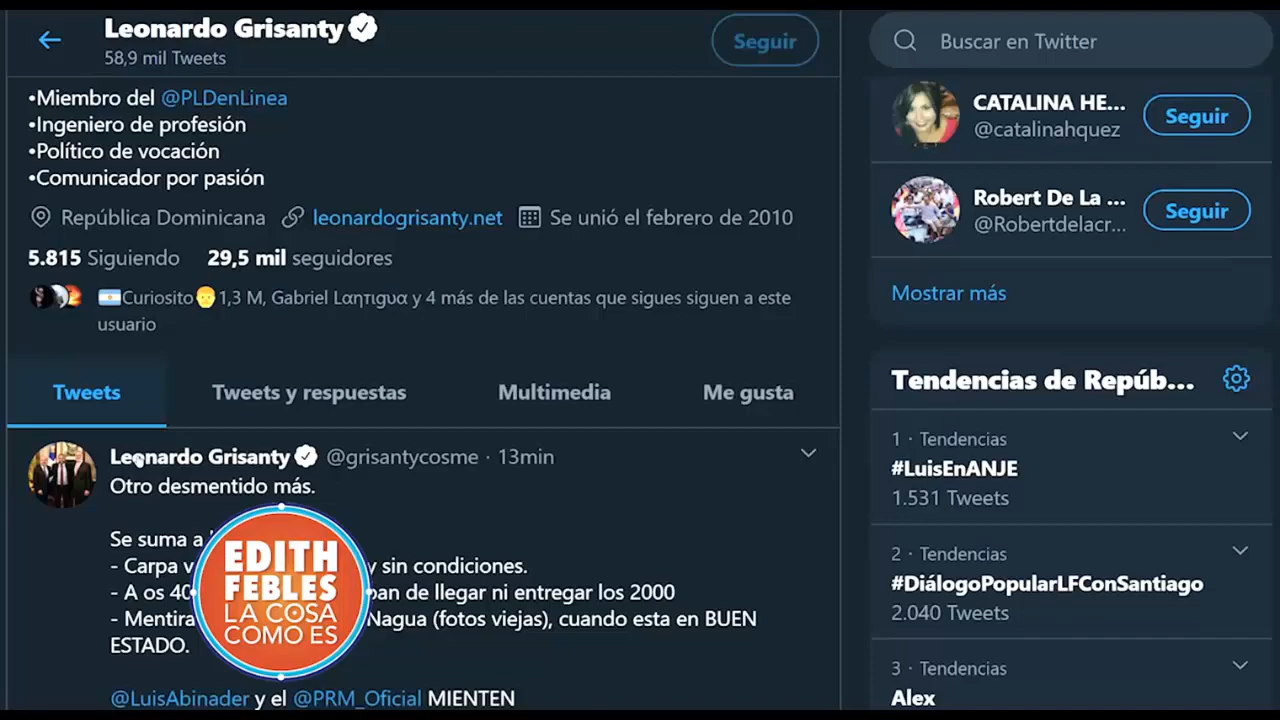 Leonardo Grisanty
58,9 mil Tweets
Seguir
•Miembro del @PLDenLinea
•Ingeniero de profesión
•Político de vocación
•Comunicador por pasión
República Dominicana leonardogrisanty.net Se unió el febrero de 2010
5.815 Siguiendo 29,5 mil seguidores
Curiosito 1,3 M, Gabriel Lαητιgυα y 4 más de las cuentas que sigues siguen a este
usuario
Tweets Tweets y respuestas Multimedia Me gusta
Leonardo Grisanty @grisantycosme · 13min
Otro desmentido más.
Se suma a
- Carpa y sin condiciones.
- A os 40 de llegar ni entregar los 2000
- Mentira Nagua (fotos viejas), cuando esta en BUEN
ESTADO.
@LuisAbinader y el @PRM_Oficial MIENTEN
EDITH
FEBLES
LA COSA
COMO ES
Buscar en Twitter
CATALINA HE...
@catalinahquez
Seguir
Robert De La ...
@Robertdelacr...
Seguir
Mostrar más
Tendencias de Repúb...
1 · Tendencias
#LuisEnANJE
1.531 Tweets
2 · Tendencias
#DiálogoPopularLFConSantiago
2.040 Tweets
3 · Tendencias
Alex